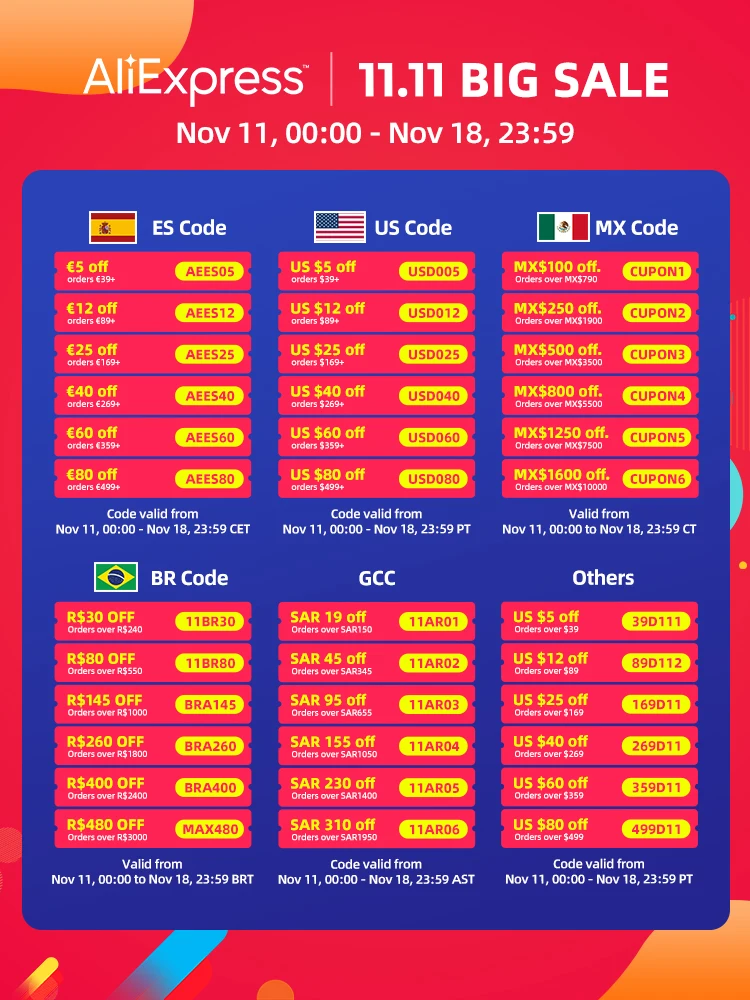 AliExpress™ | 11.11 BIG SALE
Nov 11, 00:00 - Nov 18, 23:59
ES Code
€5 off
orders €39+
AEES05
€12 off
orders €89+
AEES12
€25 off
orders €169+
AEES25
€40 off
orders €269+
AEES40
€60 off
orders €359+
AEES60
€80 off
orders €499+
AEES80
Code valid from
Nov 11, 00:00 - Nov 18, 23:59 CET
US Code
US $5 off
orders $39+
USD005
US $12 off
orders $89+
USD012
US $25 off
orders $169+
USD025
US $40 off
orders $269+
USD040
US $60 off
orders $359+
USD060
US $80 off
orders $499+
USD080
Code valid from
Nov 11, 00:00 - Nov 18, 23:59 PT
MX Code
MX$100 off.
Orders over MX$790
CUPON1
MX$250 off.
Orders over MX$1900
CUPON2
MX$500 off.
Orders over MX$3500
CUPON3
MX$800 off.
Orders over MX$5500
CUPON4
MX$1250 off.
Orders over MX$7500
CUPON5
MX$1600 off.
Orders over MX$10000
CUPON6
Valid from
Nov 11, 00:00 to Nov 18, 23:59 CT
BR Code
R$30 OFF
Orders over R$240
11BR30
R$80 OFF
Orders over R$550
11BR80
R$145 OFF
Orders over R$1000
BRA145
R$260 OFF
Orders over R$1800
BRA260
R$400 OFF
Orders over R$2400
BRA400
R$480 OFF
Orders over R$3000
MAX480
Valid from
Nov 11, 00:00 to Nov 18, 23:59 BRT
GCC
SAR 19 off
Orders over SAR150
11AR01
SAR 45 off
Orders over SAR345
11AR02
SAR 95 off
Orders over SAR655
11AR03
SAR 155 off
Orders over SAR1050
11AR04
SAR 230 off
Orders over SAR1400
11AR05
SAR 310 off
Orders over SAR1950
11AR06
Code valid from
Nov 11, 00:00 - Nov 18, 23:59 AST
Others
US $5 off
Orders over $39
39D111
US $12 off
Orders over $89
89D112
US $25 off
Orders over $169
169D11
US $40 off
Orders over $269
269D11
US $60 off
Orders over $359
359D11
US $80 off
Orders over $499
499D11
Code valid from
Nov 11, 00:00 - Nov 18, 23:59 PT